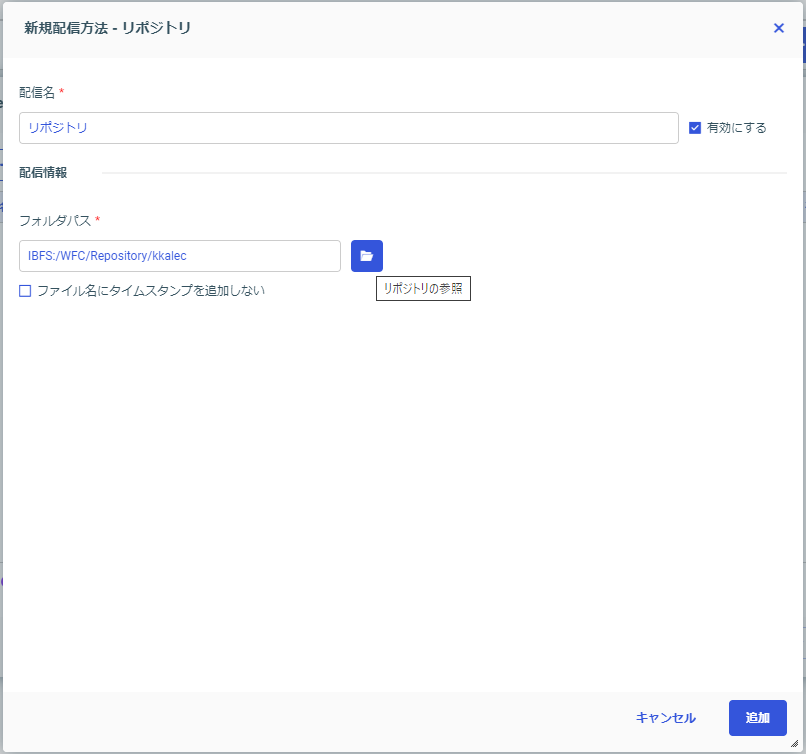 新規配信方法 - リポジトリ
配信名 *
リポジトリ
有効にする
配信情報
フォルダパス *
IBFS:/WFC/Repository/kkalec
リポジトリの参照
ファイル名にタイムスタンプを追加しない
キャンセル
追加